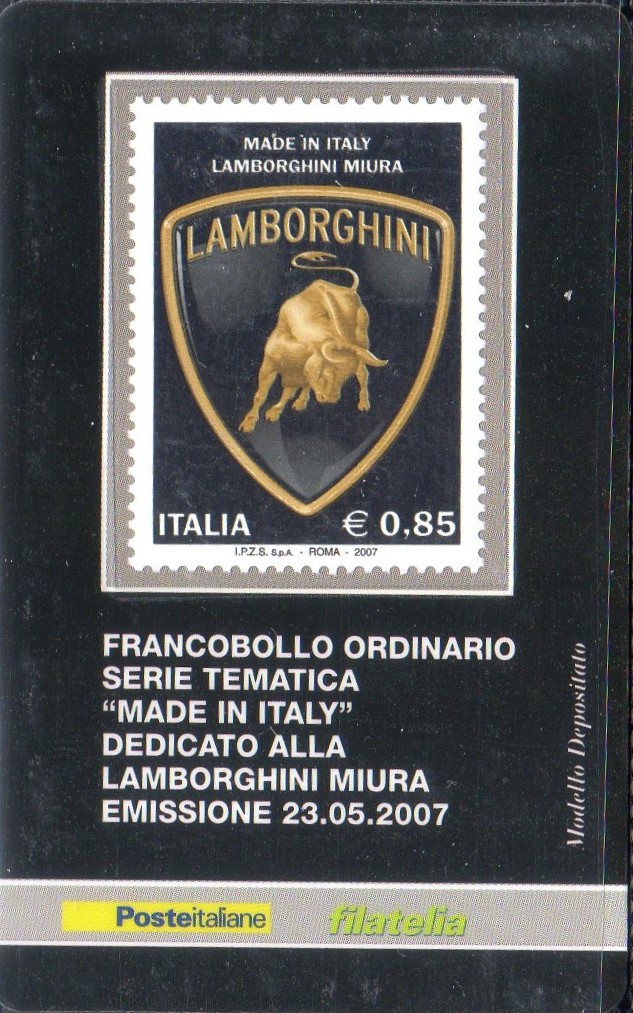 MADE IN ITALY
LAMBORGHINI MIURA
LAMBORGHINI
ITALIA
€ 0,85
I.P.Z.S. S.p.A. - ROMA - 2007
FRANCOBOLLO ORDINARIO
SERIE TEMATICA
“MADE IN ITALY”
DEDICATO ALLA
LAMBORGHINI MIURA
EMISSIONE 23.05.2007
Modello Depositato
Posteitaliane
filatelia